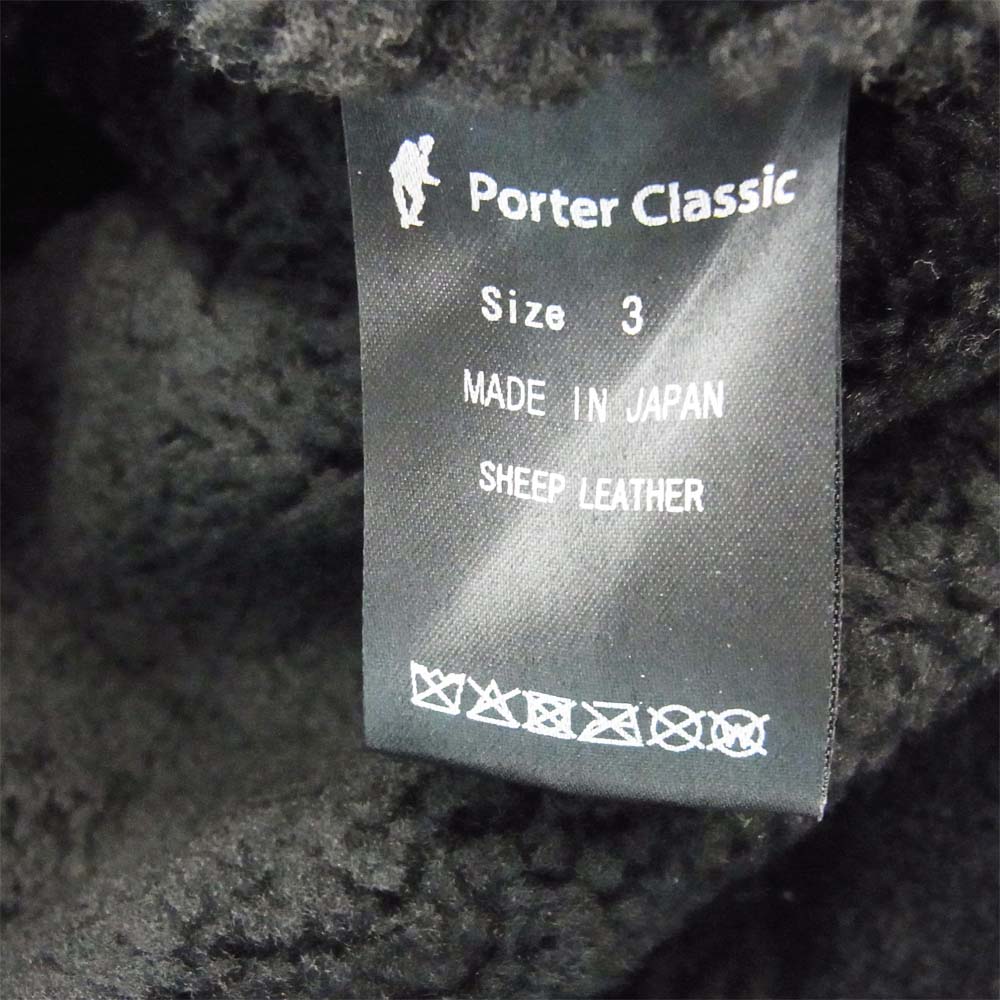 Porter Classic
Size 3
MADE IN JAPAN
SHEEP LEATHER
W